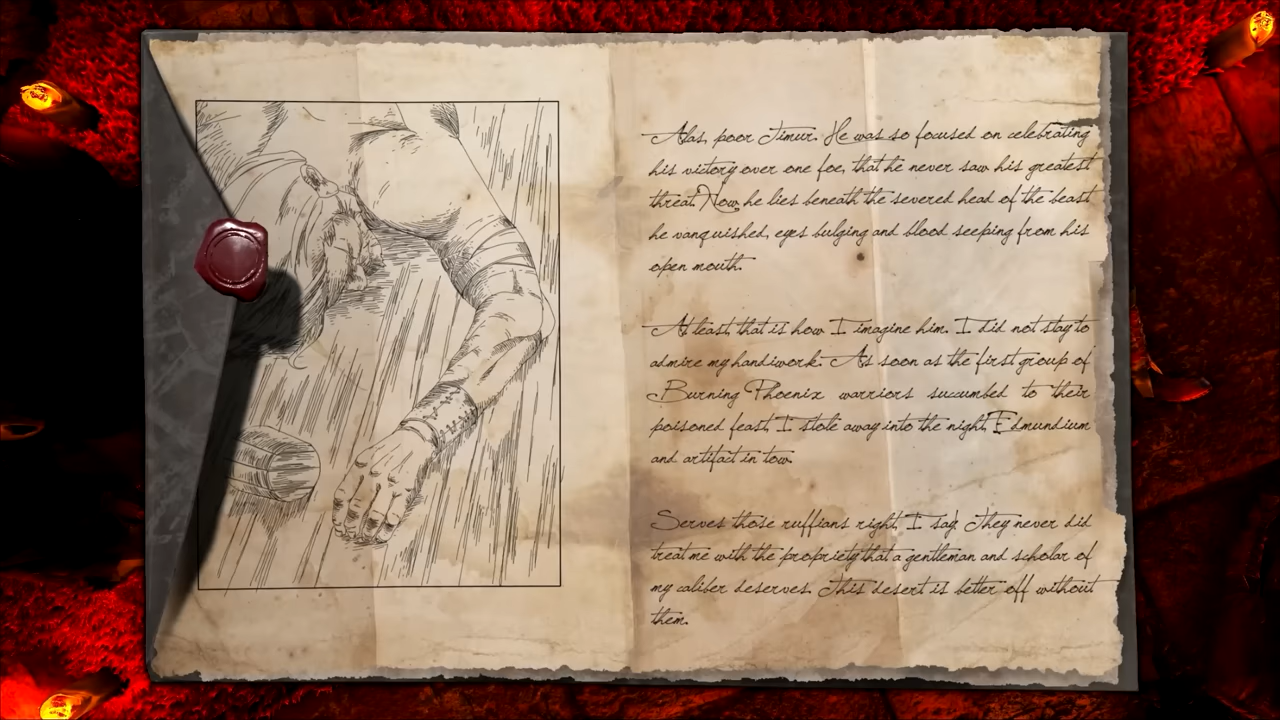 Alas, poor Timur. He was so focused on celebrating
his victory over one foe, that he never saw his greatest
threat. Now he lies beneath the severed head of the beast
he vanquished, eyes bulging and blood seeping from his
open mouth.
At least, that is how I imagine him. I did not stay to
admire my handiwork. As soon as the first group of
Burning Phoenix warriors succumbed to their
poisoned feast, I stole away into the night, Edmundium
and artifact in tow.
Serves those ruffians right, I say. They never did
treat me with the propriety that a gentleman and scholar of
my caliber deserves. This desert is better off without
them.